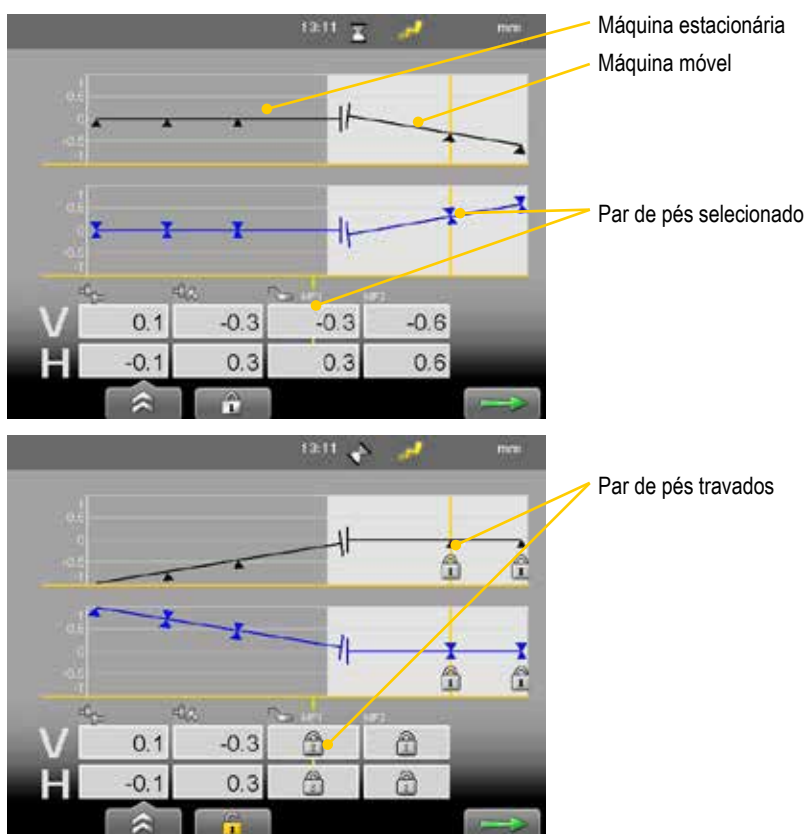 13:11 mm
Máquina estacionária
Máquina móvel
1
0.5
0
-0.5
-1
1
0.5
0
-0.5
-1
Par de pés selecionado
MF1 MF2
V 0.1 -0.3 -0.3 -0.6
H -0.1 0.3 0.3 0.6
13:11 mm
Par de pés travados
1
0.5
0
-0.5
-1
1
0.5
0
-0.5
-1
MF1 MF2
V 0.1 -0.3
H -0.1 0.3